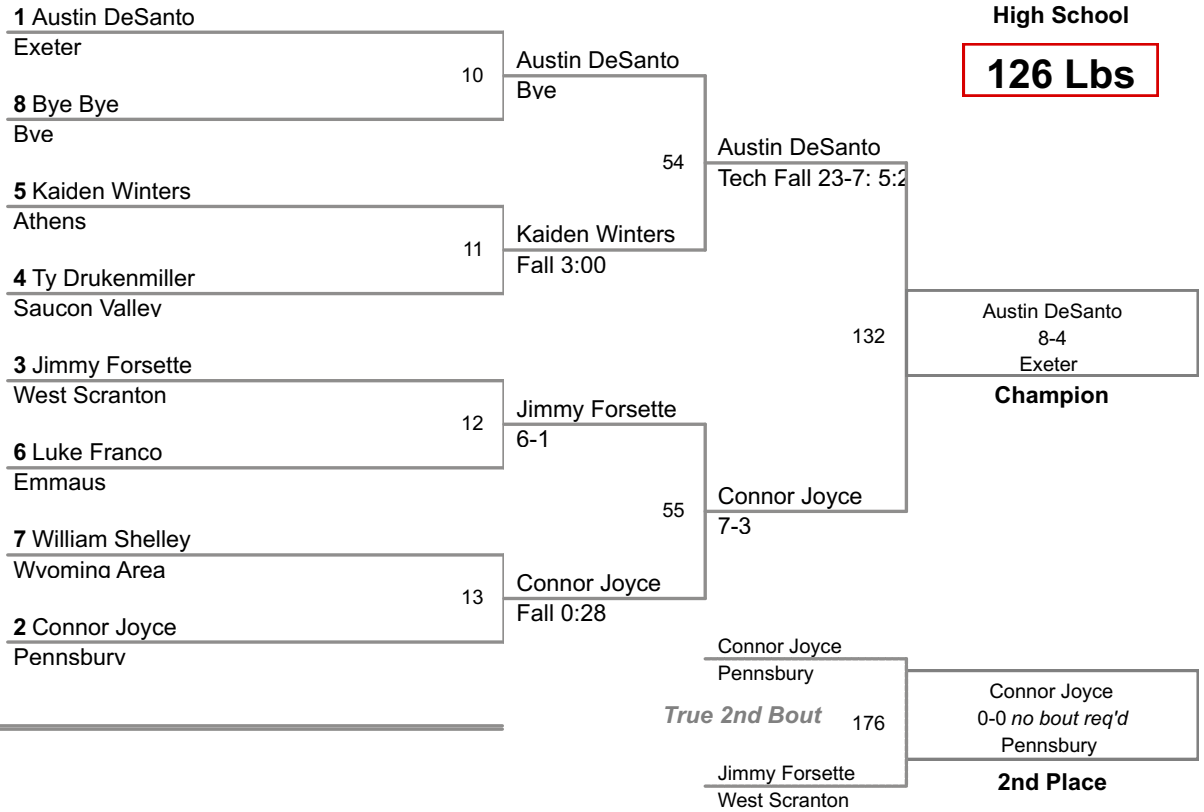 1 Austin DeSanto
Exeter
10
8 Bye Bye
Bye
5 Kaiden Winters
Athens
11
4 Ty Drukenmiller
Saucon Valley
3 Jimmy Forsette
West Scranton
12
6 Luke Franco
Emmaus
7 William Shelley
Wyoming Area
13
2 Connor Joyce
Pennsbury
Austin DeSanto
Bye
54
Kaiden Winters
Fall 3:00
Jimmy Forsette
6-1
55
Connor Joyce
Fall 0:28
Austin DeSanto
Tech Fall 23-7: 5:2
132
Connor Joyce
7-3
High School
126 Lbs
Austin DeSanto
8-4
Exeter
Champion
Connor Joyce
Pennsbury
True 2nd Bout 176
Jimmy Forsette
West Scranton
Connor Joyce
0-0 no bout req'd
Pennsbury
2nd Place